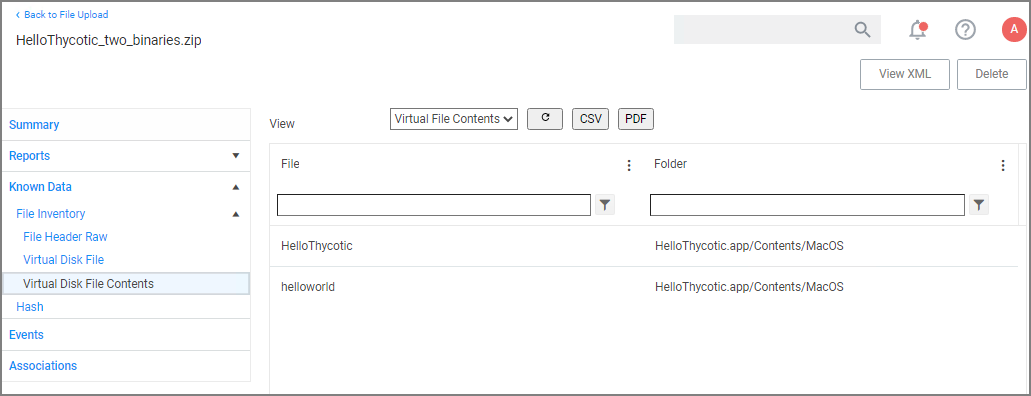 ‹ Back to File Upload
HelloThycotic_two_binaries.zip
A
View XML
Delete
Summary
Reports
Known Data
File Inventory
File Header Raw
Virtual Disk File
Virtual Disk File Contents
Hash
Events
Associations
View
Virtual File Contents
CSV
PDF
File
Folder
HelloThycotic HelloThycotic.app/Contents/MacOS
helloworld HelloThycotic.app/Contents/MacOS